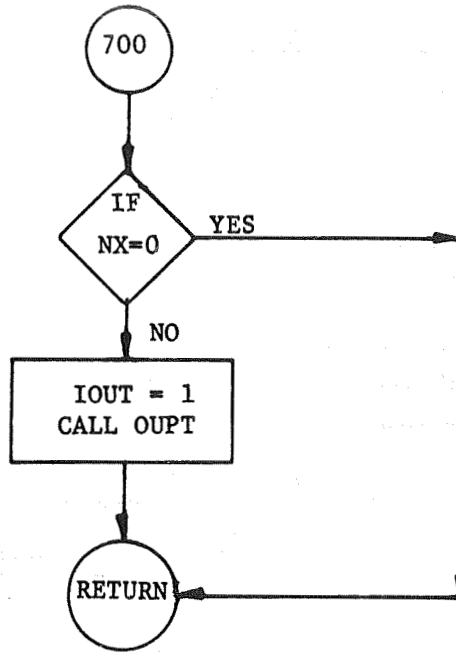 700
IF
NX=0
YES
NO
IOUT = 1
CALL OUPT
RETURN